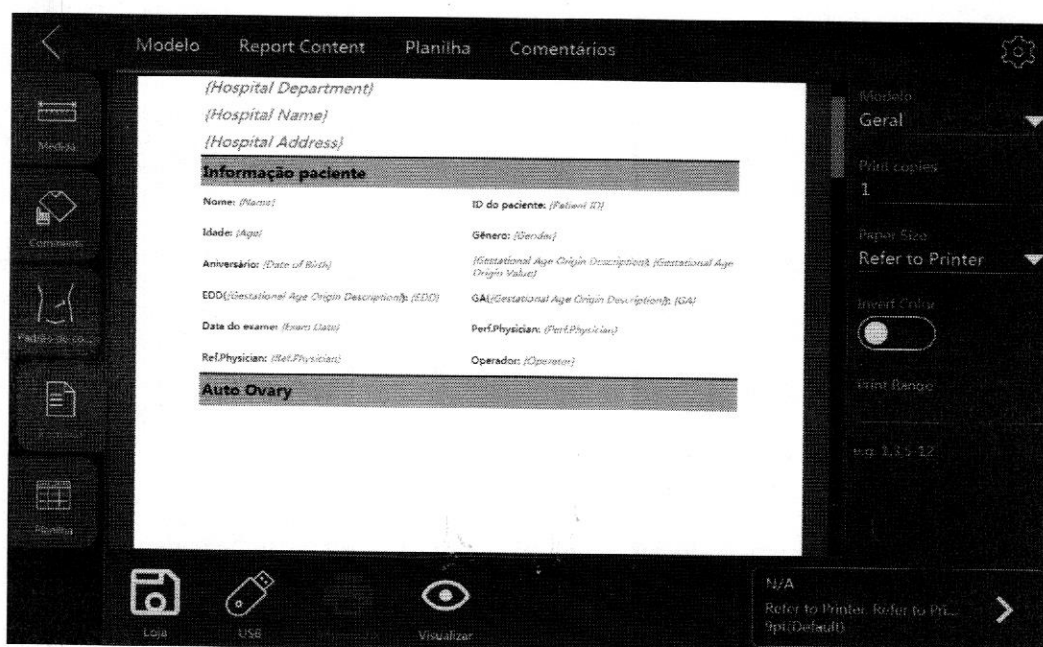 Modelo Report Content Planilha Comentários
Medida
Comments
Padrão de co...
Planilha
{Hospital Department}
{Hospital Name}
{Hospital Address}
Informação paciente
Nome: {Name} ID do paciente: {Patient ID}
Idade: {Age} Gênero: {Gender}
Aniversário: {Date of Birth} {Gestational Age Origin Description}: {Gestational Age
Origin Value}
EDD({Gestational Age Origin Description}): {EDD} GA({Gestational Age Origin Description}): {GA}
Data do exame: {Exam Date} Perf.Physician: {Perf.Physician}
Ref.Physician: {Ref.Physician} Operador: {Operator}
Auto Ovary
Modelo
Geral
Print copies
1
Paper Size
Refer to Printer
Invert Color
Print Range
e.g. 1,3,5-12
Loja USB Visualizar
N/A
Refer to Printer, Refer to Pri...
9pt(Default)